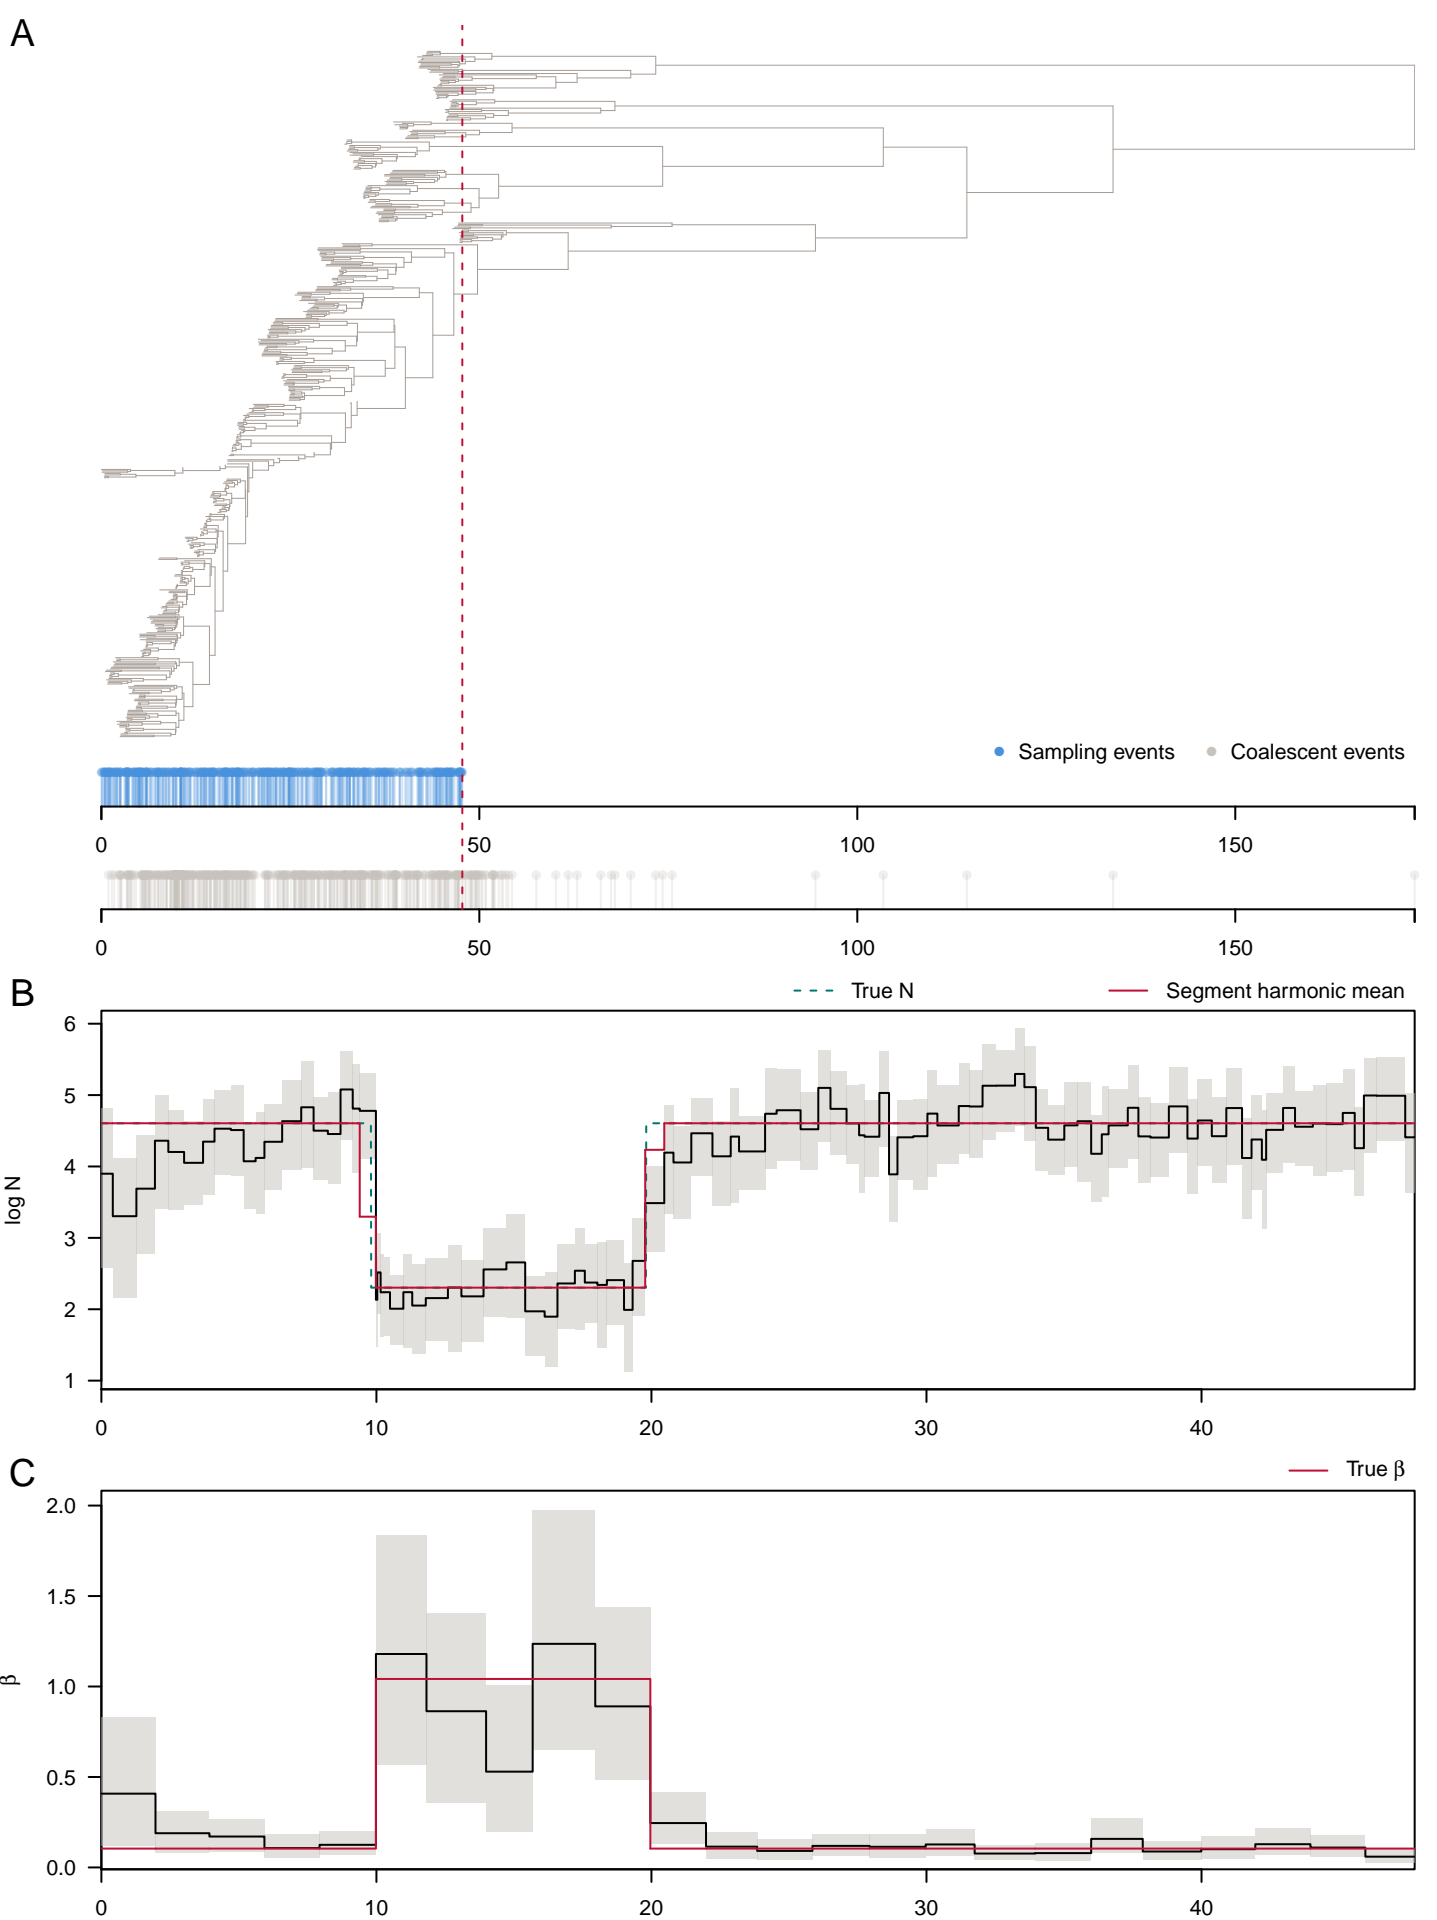 A
Sampling events Coalescent events
0 50 100 150
0 50 100 150
B
True N Segment harmonic mean
6
5
4
3
2
1
log N
0 10 20 30 40
C
True β
2.0
1.5
1.0
0.5
0.0
β
0 10 20 30 40